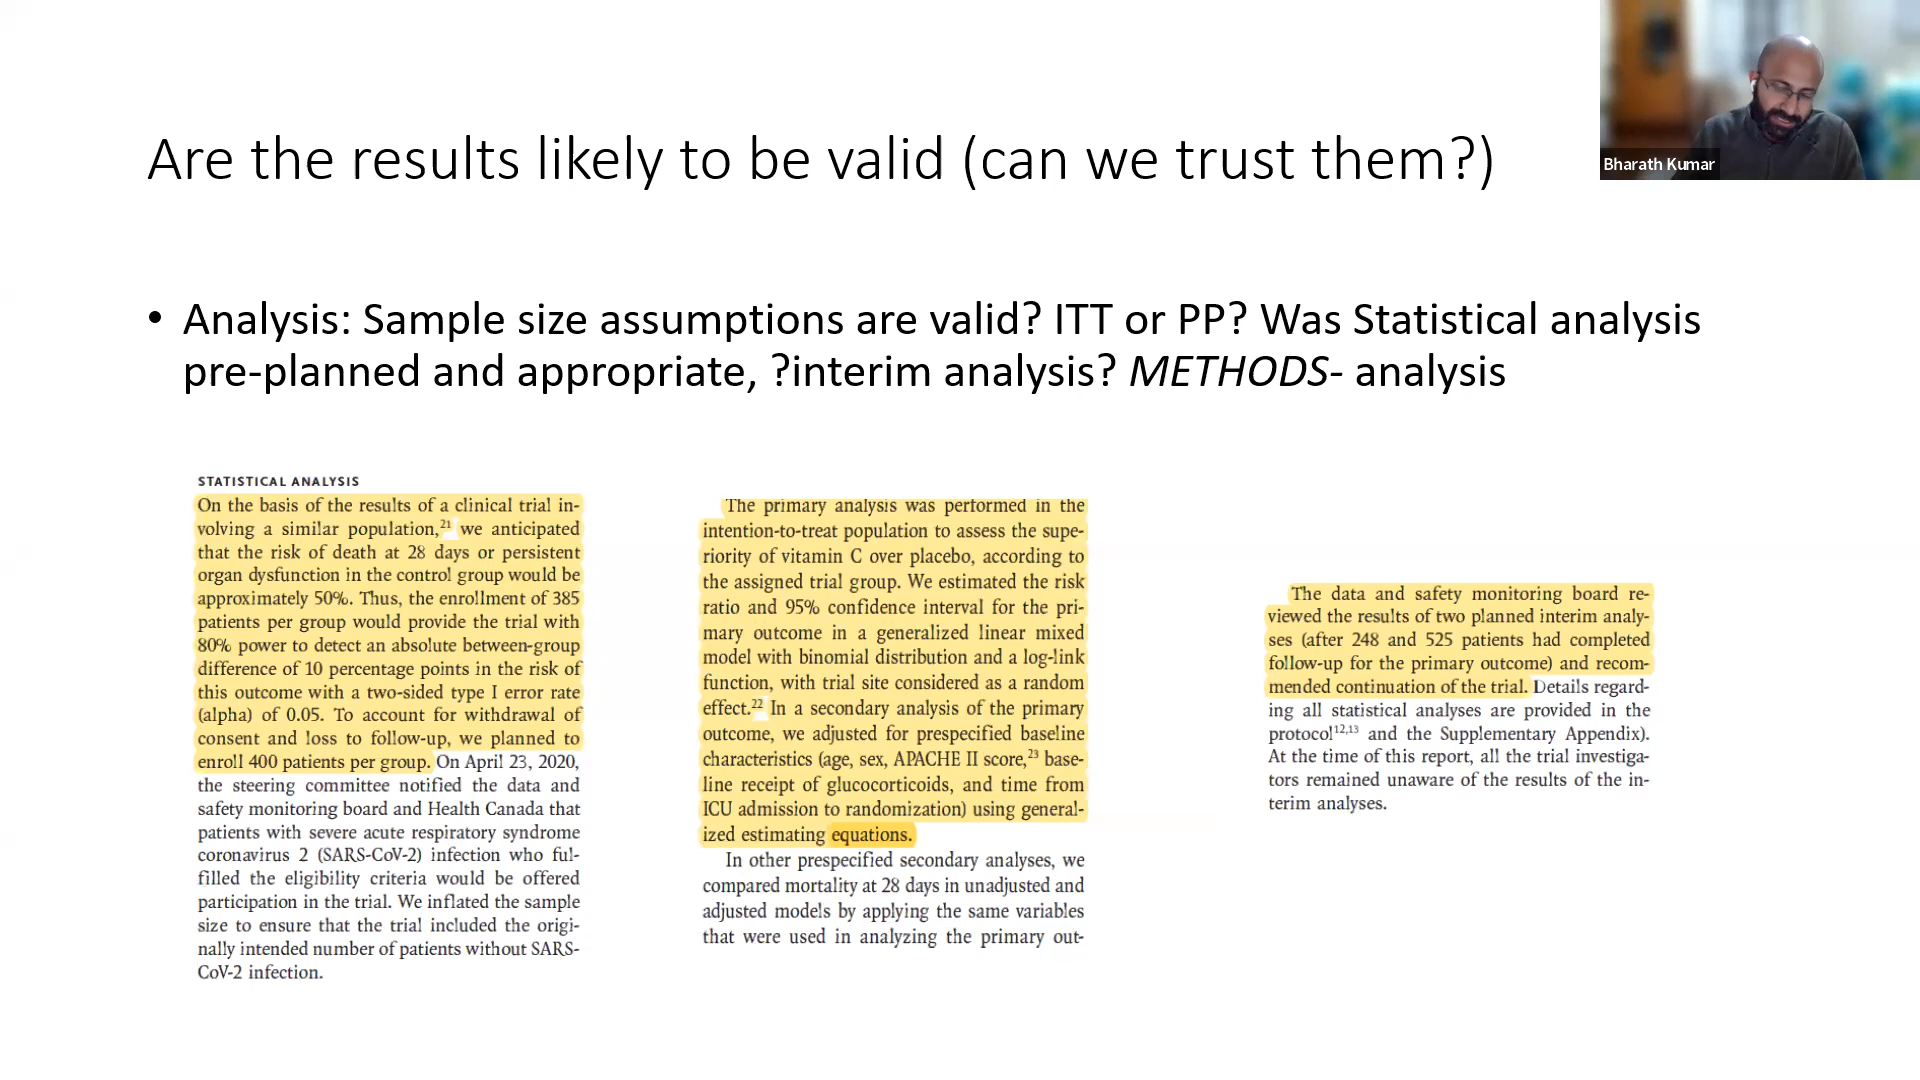 Are the results likely to be valid (can we trust them?)
Bharath Kumar
• Analysis: Sample size assumptions are valid? ITT or PP? Was Statistical analysis
pre-planned and appropriate, ?interim analysis? METHODS- analysis
STATISTICAL ANALYSIS
On the basis of the results of a clinical trial in-
volving a similar population,21 we anticipated
that the risk of death at 28 days or persistent
organ dysfunction in the control group would be
approximately 50%. Thus, the enrollment of 385
patients per group would provide the trial with
80% power to detect an absolute between-group
difference of 10 percentage points in the risk of
this outcome with a two-sided type I error rate
(alpha) of 0.05. To account for withdrawal of
consent and loss to follow-up, we planned to
enroll 400 patients per group. On April 23, 2020,
the steering committee notified the data and
safety monitoring board and Health Canada that
patients with severe acute respiratory syndrome
coronavirus 2 (SARS-CoV-2) infection who ful-
filled the eligibility criteria would be offered
participation in the trial. We inflated the sample
size to ensure that the trial included the origi-
nally intended number of patients without SARS-
CoV-2 infection.
The primary analysis was performed in the
intention-to-treat population to assess the supe-
riority of vitamin C over placebo, according to
the assigned trial group. We estimated the risk
ratio and 95% confidence interval for the pri-
mary outcome in a generalized linear mixed
model with binomial distribution and a log-link
function, with trial site considered as a random
effect.22 In a secondary analysis of the primary
outcome, we adjusted for prespecified baseline
characteristics (age, sex, APACHE II score,23 base-
line receipt of glucocorticoids, and time from
ICU admission to randomization) using general-
ized estimating equations.
In other prespecified secondary analyses, we
compared mortality at 28 days in unadjusted and
adjusted models by applying the same variables
that were used in analyzing the primary out-
The data and safety monitoring board re-
viewed the results of two planned interim analy-
ses (after 248 and 525 patients had completed
follow-up for the primary outcome) and recom-
mended continuation of the trial. Details regard-
ing all statistical analyses are provided in the
protocol12,13 and the Supplementary Appendix).
At the time of this report, all the trial investiga-
tors remained unaware of the results of the in-
terim analyses.